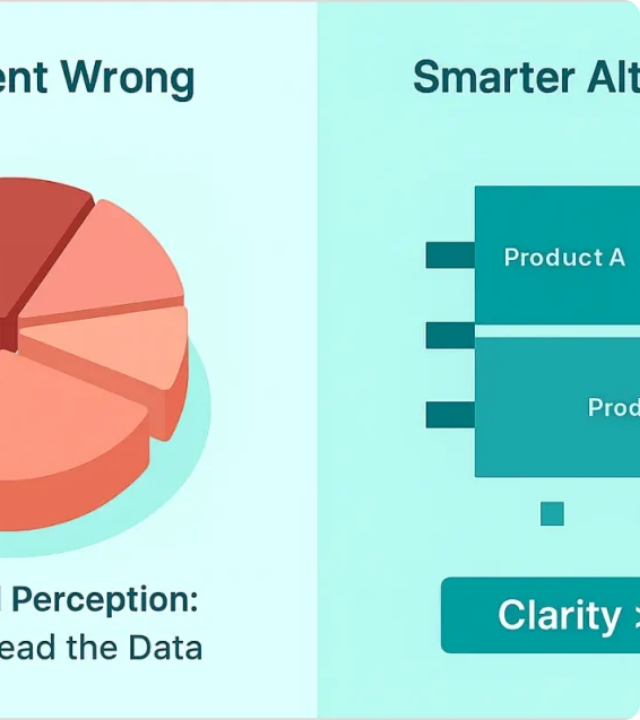 ent Wrong
Perception:
ead the Data
Smarter Alt
Product A
Prod
Clarity >